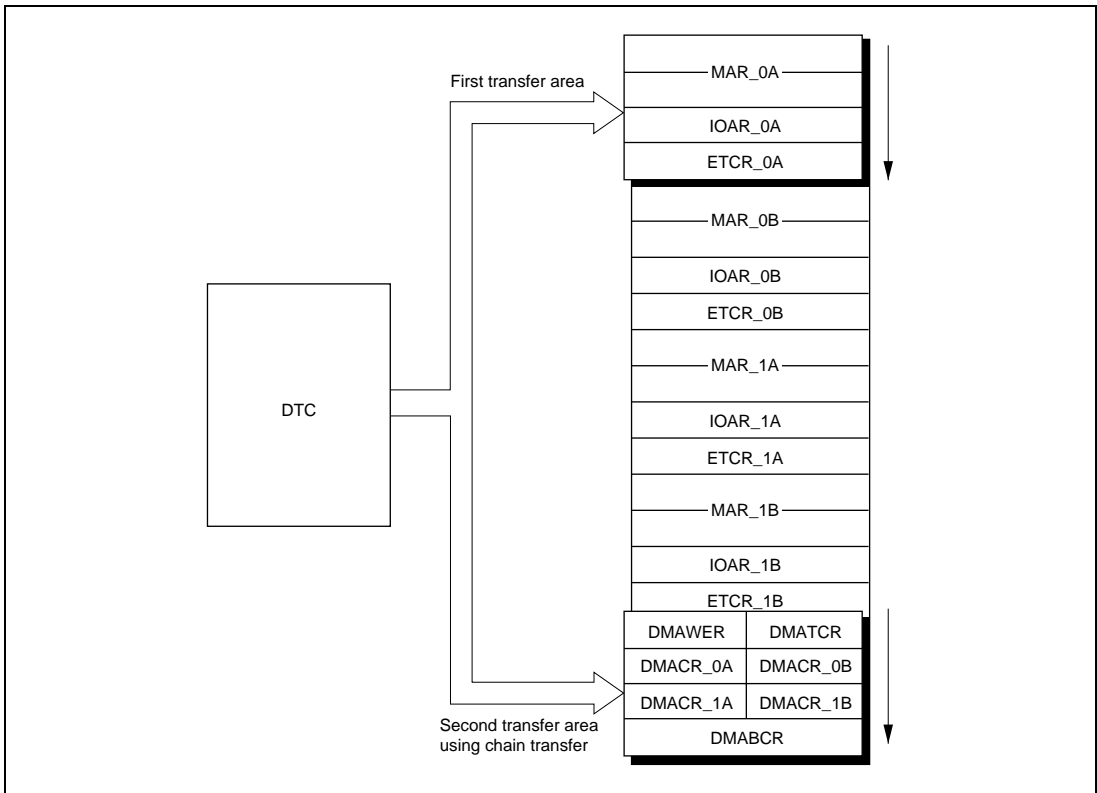 First transfer area
MAR_0A
IOAR_0A
ETCR_0A
MAR_0B
IOAR_0B
ETCR_0B
MAR_1A
DTC
IOAR_1A
ETCR_1A
MAR_1B
IOAR_1B
ETCR_1B
DMAWER DMATCR
DMACR_0A DMACR_0B
DMACR_1A DMACR_1B
Second transfer area
using chain transfer
DMABCR